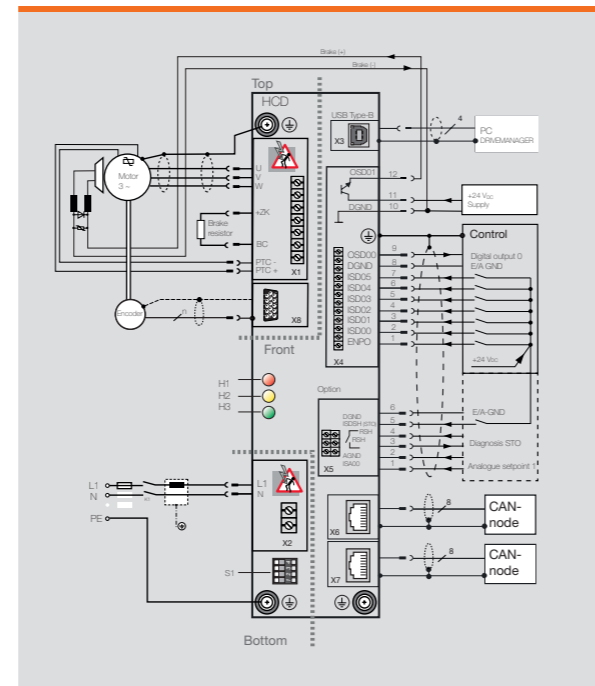 Brake (+)
Brake (-)
Top
HCD
USB Type-B
X3
4
PC
DRIVEMANAGER
Motor
3 ~
U
V
W
+ZK
Brake
resistor
BC
PTC -
PTC +
X1
OSD01
12
11
DGND
10
+24 VDC
Supply
Control
OSD00
9
Digital output 0
DGND
8
E/A GND
ISD05
7
ISD04
6
ISD03
5
ISD02
4
ISD01
3
ISD00
2
ENPO
1
X4
+24 VDC
Encoder
n
X8
Front
H1
H2
H3
Option
DGND
6
E/A-GND
ISDSH (STO)
5
RSH
4
RSH
3
Diagnosis STO
AGND
2
ISA00
1
Analogue setpoint 1
X5
L1
N
PE
L1
N
X2
X6
8
CAN-
node
X7
8
CAN-
node
S1
Bottom